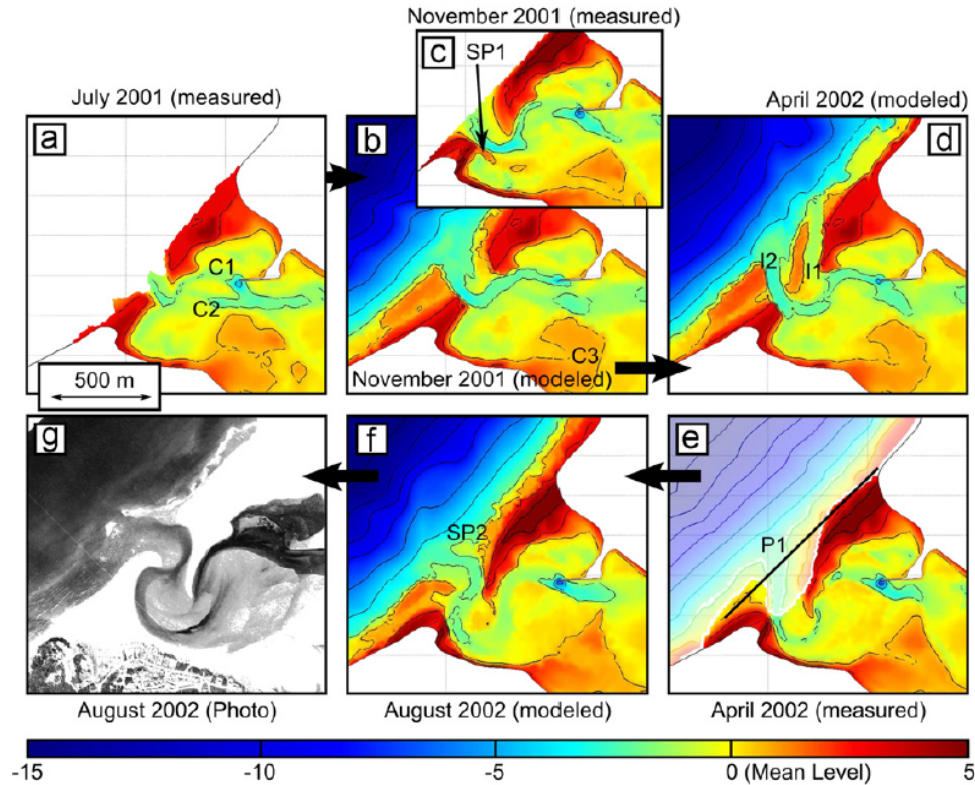 November 2001 (measured)
c
SP1
July 2001 (measured)
April 2002 (modeled)
a
b
d
C1
C2
I2
I1
C3
500 m
November 2001 (modeled)
g
f
e
SP2
P1
August 2002 (Photo)
August 2002 (modeled)
April 2002 (measured)
-15
-10
-5
0 (Mean Level)
5